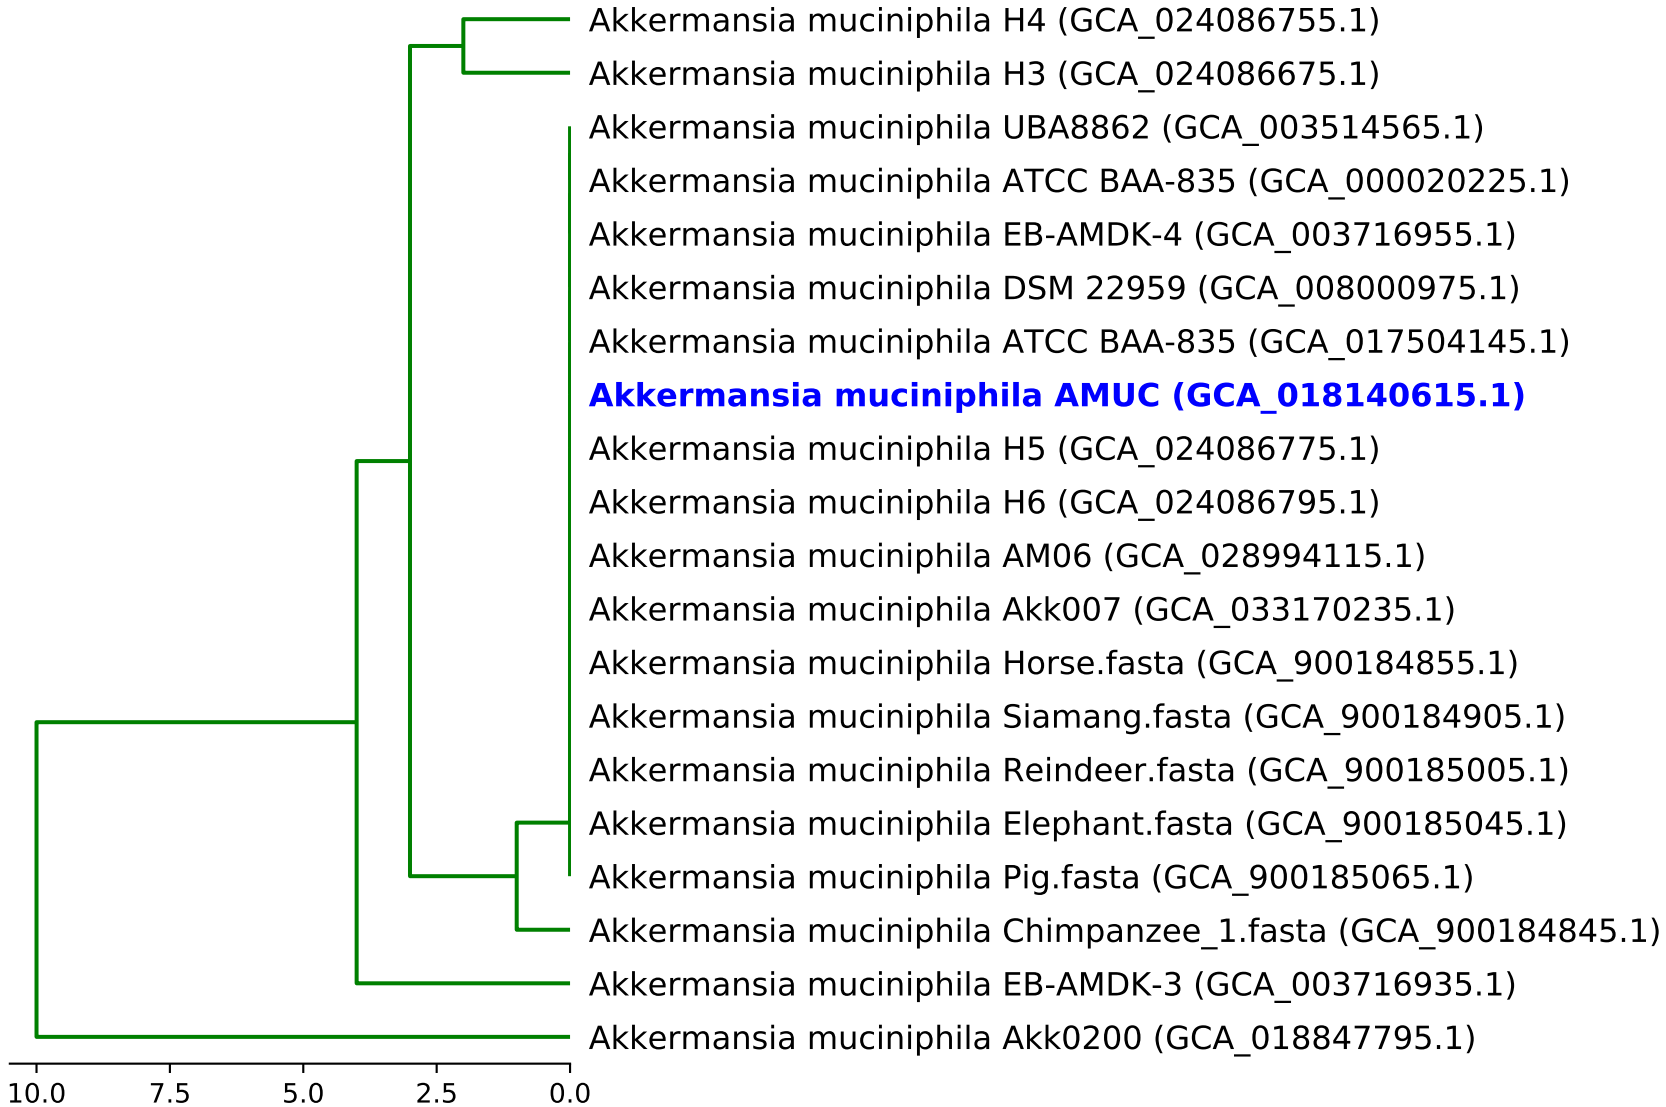 Akkermansia muciniphila H4 (GCA_024086755.1)
Akkermansia muciniphila H3 (GCA_024086675.1)
Akkermansia muciniphila UBA8862 (GCA_003514565.1)
Akkermansia muciniphila ATCC BAA-835 (GCA_000020225.1)
Akkermansia muciniphila EB-AMDK-4 (GCA_003716955.1)
Akkermansia muciniphila DSM 22959 (GCA_008000975.1)
Akkermansia muciniphila ATCC BAA-835 (GCA_017504145.1)
Akkermansia muciniphila AMUC (GCA_018140615.1)
Akkermansia muciniphila H5 (GCA_024086775.1)
Akkermansia muciniphila H6 (GCA_024086795.1)
Akkermansia muciniphila AM06 (GCA_028994115.1)
Akkermansia muciniphila Akk007 (GCA_033170235.1)
Akkermansia muciniphila Horse.fasta (GCA_900184855.1)
Akkermansia muciniphila Siamang.fasta (GCA_900184905.1)
Akkermansia muciniphila Reindeer.fasta (GCA_900185005.1)
Akkermansia muciniphila Elephant.fasta (GCA_900185045.1)
Akkermansia muciniphila Pig.fasta (GCA_900185065.1)
Akkermansia muciniphila Chimpanzee_1.fasta (GCA_900184845.1)
Akkermansia muciniphila EB-AMDK-3 (GCA_003716935.1)
Akkermansia muciniphila Akk0200 (GCA_018847795.1)
10.0 7.5 5.0 2.5 0.0